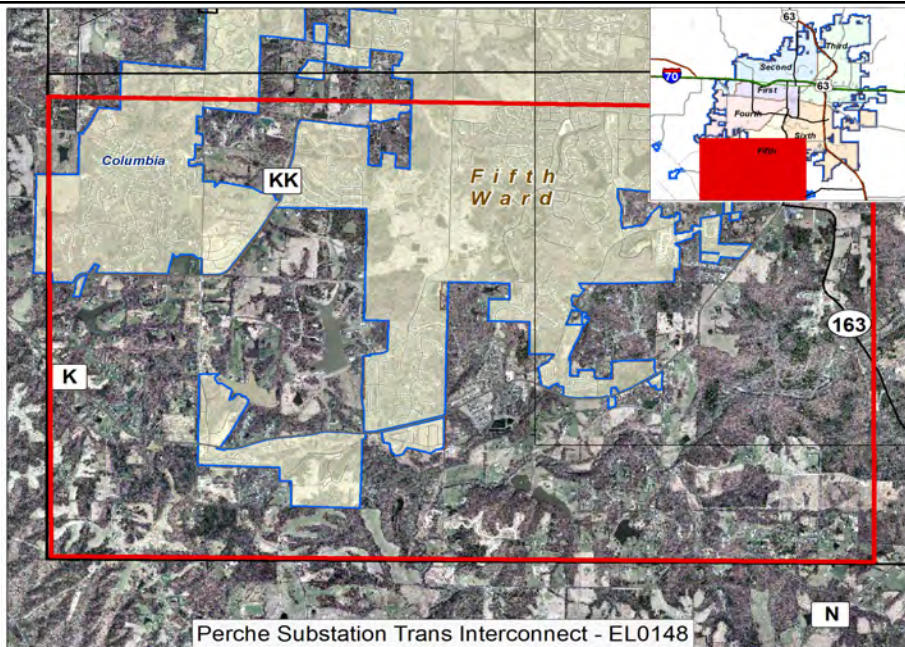 63
Third
Second
70
First
63
Fourth
Sixth
Fifth
Columbia
KK
Fifth
Ward
163
K
N
Perche Substation Trans Interconnect - EL0148